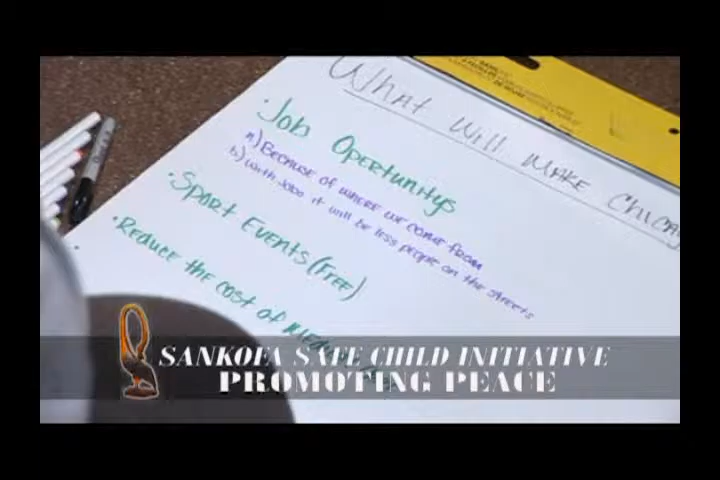 What Will Make
• Job Opertunitys
a) Because of where we come from
b) With Jobs it will be less people on the streets
• Sport Events (Free)
• Reduce the cost of
SANKOFA SAFE CHILD INITIATIVE
PROMOTING PEACE